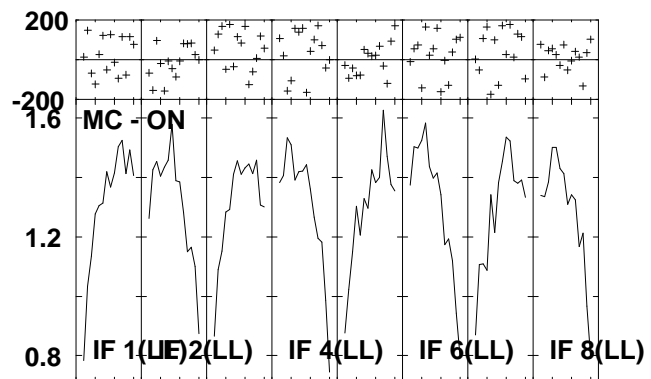 200
-200
1.6
MC - ON
1.2
0.8
IF 1(LL)
IF 2(LL)
IF 4(LL)
IF 6(LL)
IF 8(LL)